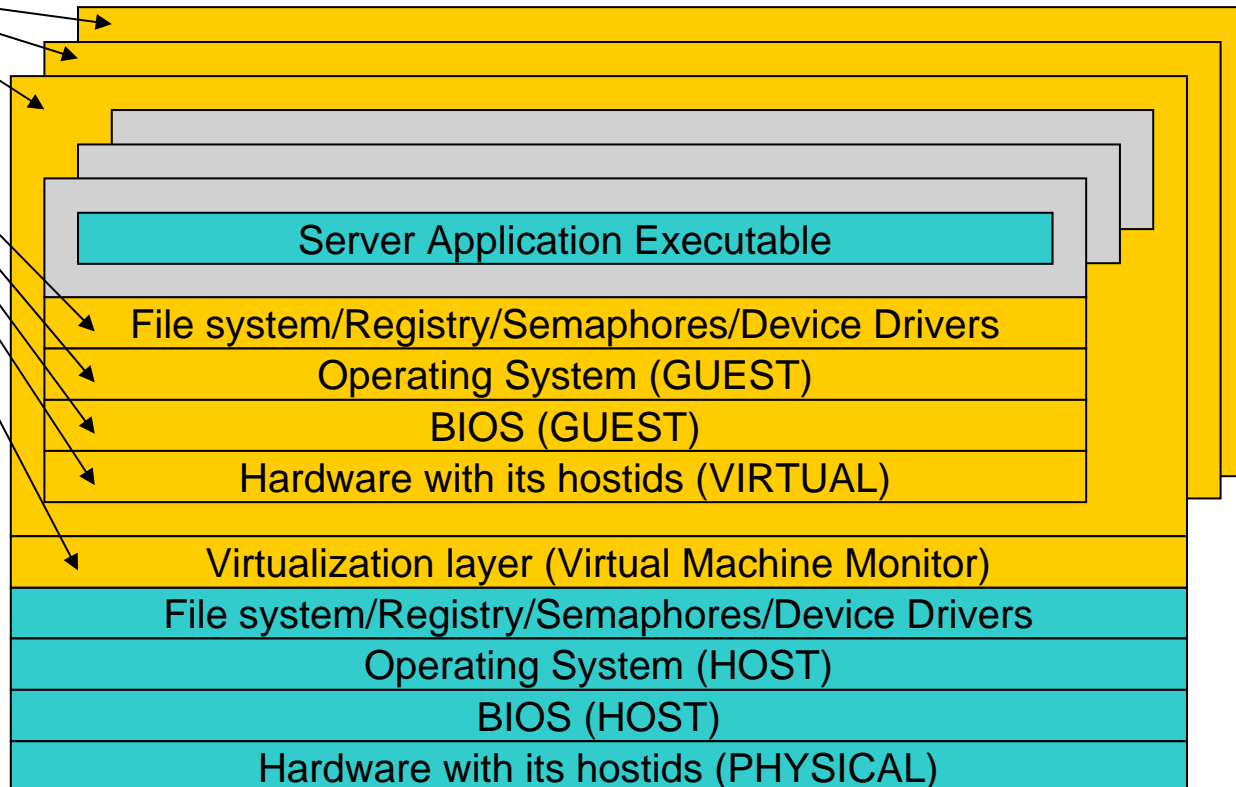 Server Application Executable
File system/Registry/Semaphores/Device Drivers
Operating System (GUEST)
BIOS (GUEST)
Hardware with its hostids (VIRTUAL)
Virtualization layer (Virtual Machine Monitor)
File system/Registry/Semaphores/Device Drivers
Operating System (HOST)
BIOS (HOST)
Hardware with its hostids (PHYSICAL)